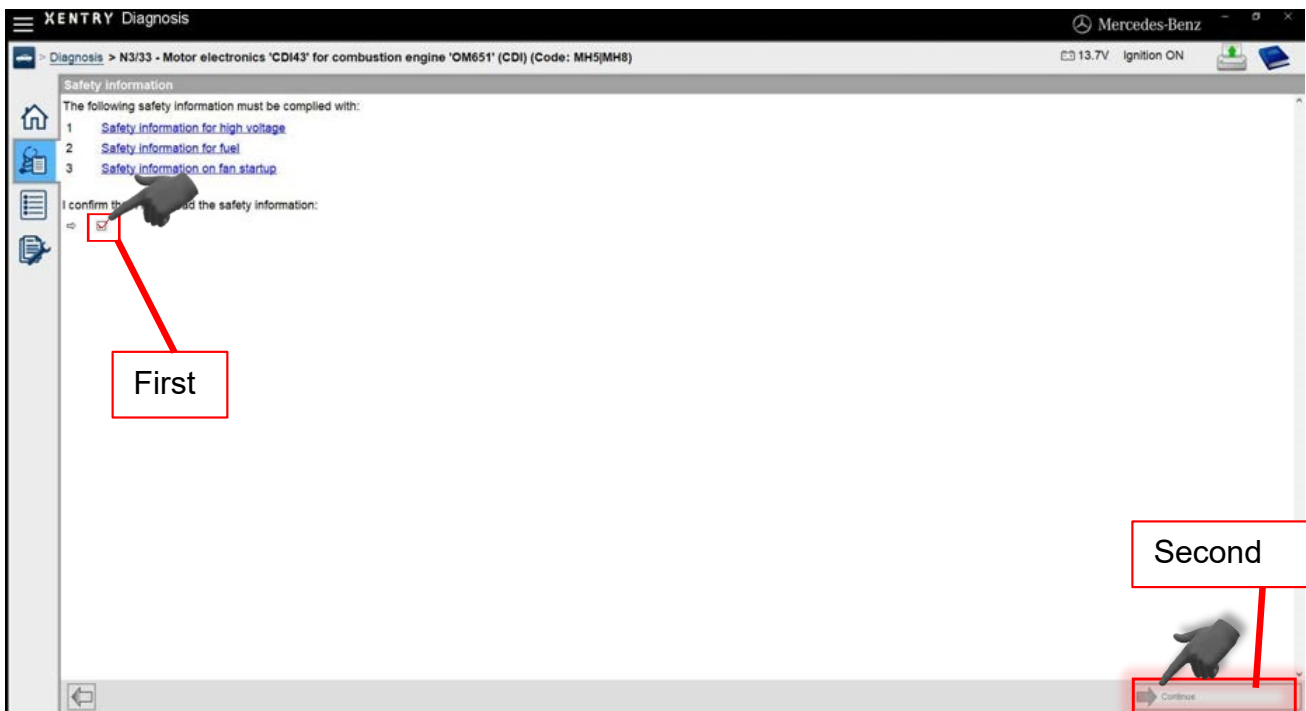 XENTRY Diagnosis
Mercedes-Benz
> Diagnosis > N3/33 - Motor electronics 'CDI43' for combustion engine 'OM651' (CDI) (Code: MH5|MH8)
13.7V Ignition ON
Safety information
The following safety information must be complied with:
1 Safety information for high voltage
2 Safety information for fuel
3 Safety information on fan startup
I confirm the safety information:
First
Second
Continue